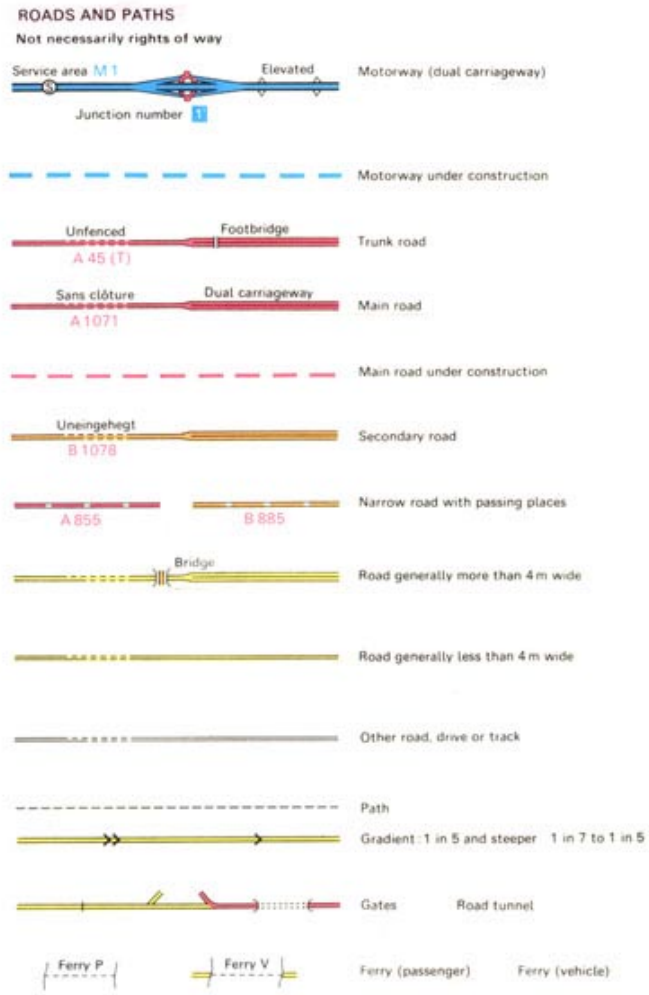 ROADS AND PATHS
Not necessarily rights of way
Service area M 1 Elevated Motorway (dual carriageway)
S
Junction number 1
Motorway under construction
Unfenced Footbridge Trunk road
A 45 (T)
Sans clôture Dual carriageway Main road
A 1071
Main road under construction
Uneingehegt Secondary road
B 1078
Narrow road with passing places
A 855 B 885
Bridge
Road generally more than 4 m wide
Road generally less than 4 m wide
Other road, drive or track
Path
Gradient : 1 in 5 and steeper 1 in 7 to 1 in 5
Gates Road tunnel
Ferry P Ferry V Ferry (passenger) Ferry (vehicle)